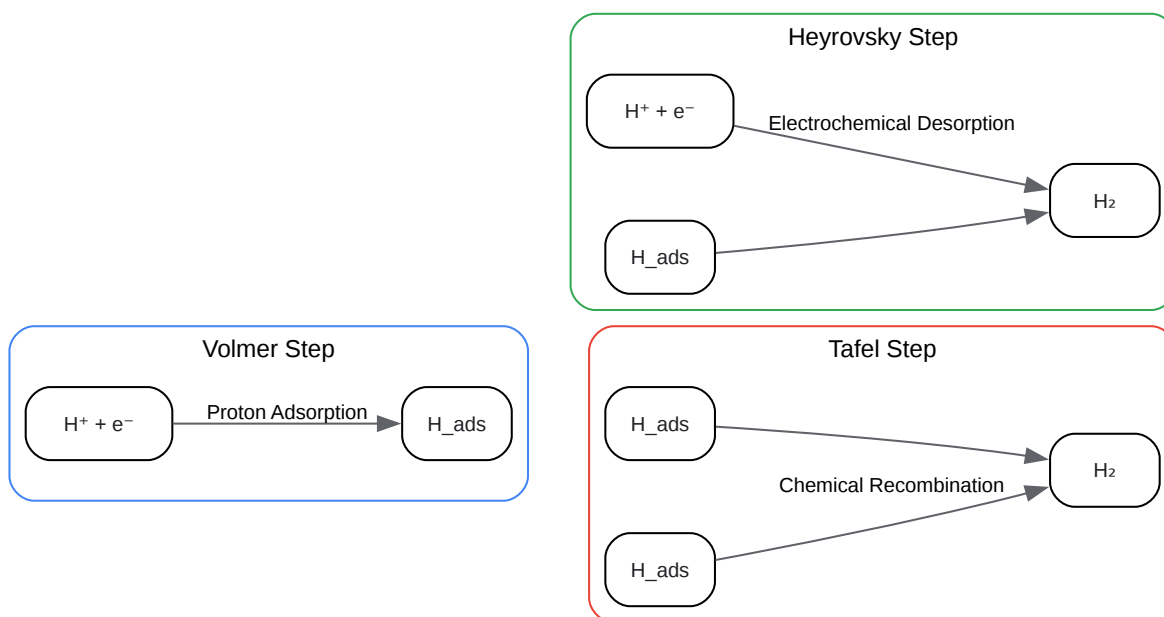 Heyrovsky Step
H⁺ + e⁻
Electrochemical Desorption
H₂
H_ads
Volmer Step
H⁺ + e⁻
Proton Adsorption
H_ads
Tafel Step
H_ads
H₂
Chemical Recombination
H_ads